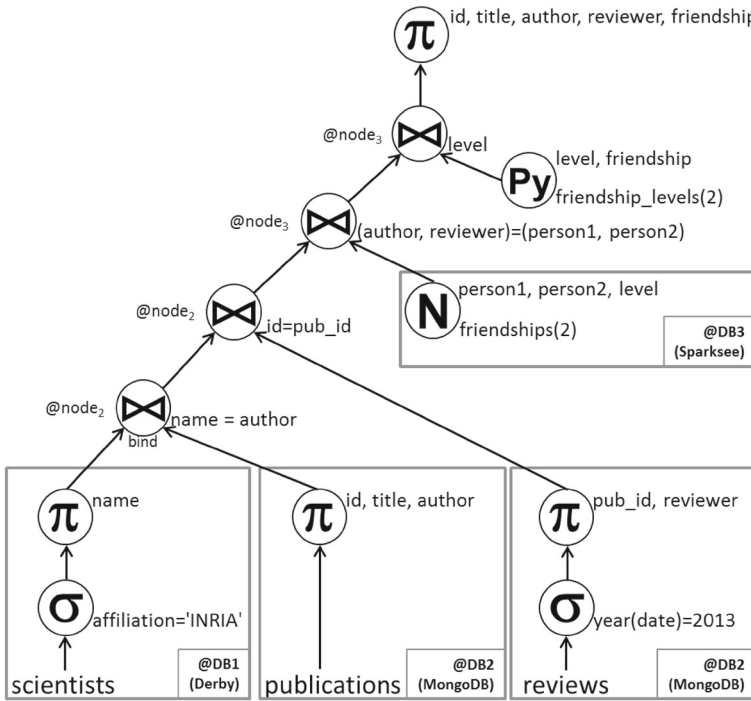 π id, title, author, reviewer, friendship
@node₃ ⋈ level
Py level, friendship
friendship_levels(2)
@node₃ ⋈ (author, reviewer)=(person1, person2)
N person1, person2, level
friendships(2)
@DB3
(Sparksee)
@node₂ ⋈ id=pub_id
@node₂ ⋈ name = author
bind
π name
π id, title, author
π pub_id, reviewer
σ affiliation='INRIA'
σ year(date)=2013
scientists
@DB1
(Derby)
publications
@DB2
(MongoDB)
reviews
@DB2
(MongoDB)